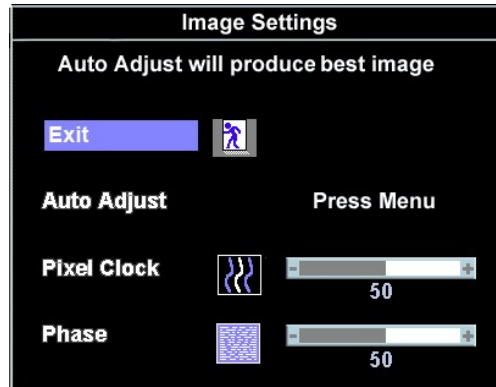 Image Settings
Auto Adjust will produce best image
Exit
Auto Adjust Press Menu
Pixel Clock
- +
50
Phase
- +
50